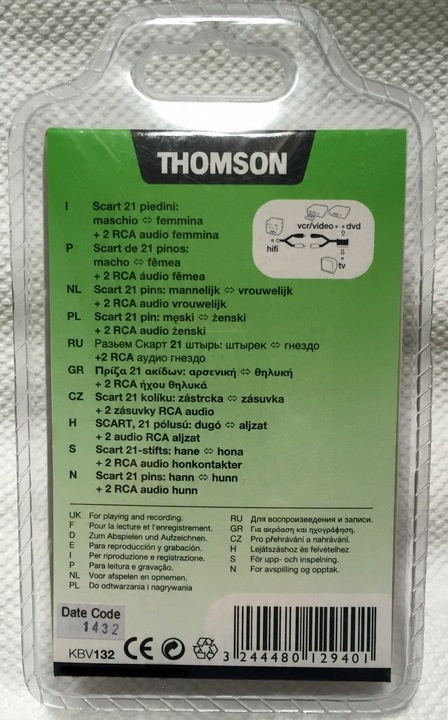 THOMSON
I Scart 21 piedini:
maschio ⇔ femmina
+ 2 RCA audio femmina
P Scart de 21 pinos:
macho ⇔ fêmea
+ 2 RCA áudio fêmea
vcr/video dvd
hifi
tv
NL Scart 21 pins: mannelijk ⇔ vrouwelijk
+ 2 RCA audio vrouwelijk
PL Scart 21 pin: męski ⇔ żenski
+ 2 RCA audio żenski
RU Разьем Скарт 21 штырь: штырек ⇔ гнездо
+2 RCA аудио гнездо
GR Πρίζα 21 ακίδων: αρσενική ⇔ θηλυκή
+ 2 RCA ήχου θηλυκά
CZ Scart 21 kolíku: zástrcka ⇔ zásuvka
+ 2 zásuvky RCA audio
H SCART, 21 pólusú: dugó ⇔ aljzat
+ 2 audio RCA aljzat
S Scart 21-stifts: hane ⇔ hona
+ 2 RCA audio honkontakter
N Scart 21 pins: hann ⇔ hunn
+ 2 RCA audio hunn
UK For playing and recording.
F Pour la lecture et l'enregistrement.
D Zum Abspielen und Aufzeichnen.
E Para reproducción y grabación.
I Per riproduzione e registrazione.
P Para leitura e gravação.
NL Voor afspelen en opnemen.
PL Do odtwarzania i nagrywania
RU Для воспроизведения и записи.
GR Για ακρόαση και ηχογράφηση.
CZ Pro přehrávání a nahrávání.
H Lejátszáshoz és felvételhez
S För upp- och inspelning.
N For avspilling og opptak.
Date Code
1432
KBV132
CE
3 244480 129401